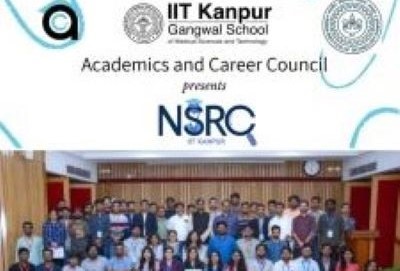 IIT Kanpur
Gangwal School
of Medical Sciences and Technology
Academics and Career Council
presents
NSRC
IIT KANPUR